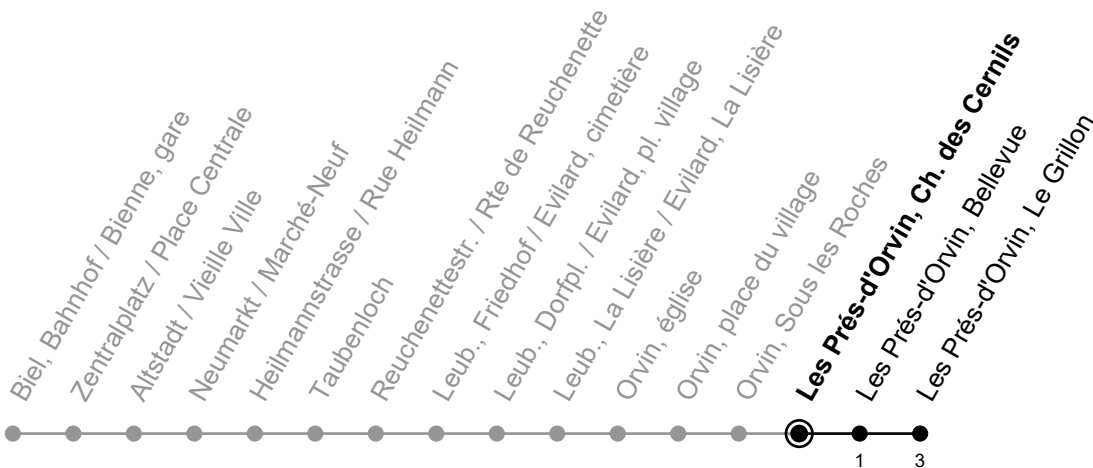 Biel, Bahnhof / Bienne, gare
Zentralplatz / Place Centrale
Altstadt / Vieille Ville
Neumarkt / Marché-Neuf
Heilmannstrasse / Rue Heilmann
Taubenloch
Reuchenettestr. / Rte de Reuchenette
Leub., Friedhof / Evilard, cimetière
Leub., Dorfpl. / Evilard, pl. village
Leub., La Lisière / Evilard, La Lisière
Orvin, église
Orvin, place du village
Orvin, Sous les Roches
Les Prés-d'Orvin, Ch. des Cernils
Les Prés-d'Orvin, Bellevue
Les Prés-d'Orvin, Le Grillon
1
3